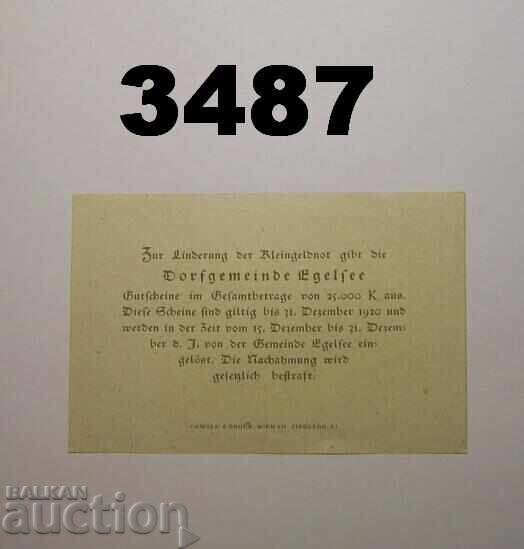 3487
Zur Linderung der Kleingeldnot gibt die
Dorfgemeinde Egelsee
Gutscheine im Gesamtbetrage von 25.000 K aus.
Diese Scheine sind giltig bis 31. Dezember 1920 und
werden in der Zeit vom 15. Dezember bis 31. Dezem⸗
ber d. J. von der Gemeinde Egelsee ein⸗
gelöst. Die Nachahmung wird
gesetzlich bestraft.
WIEN VII
BALKAN
auction